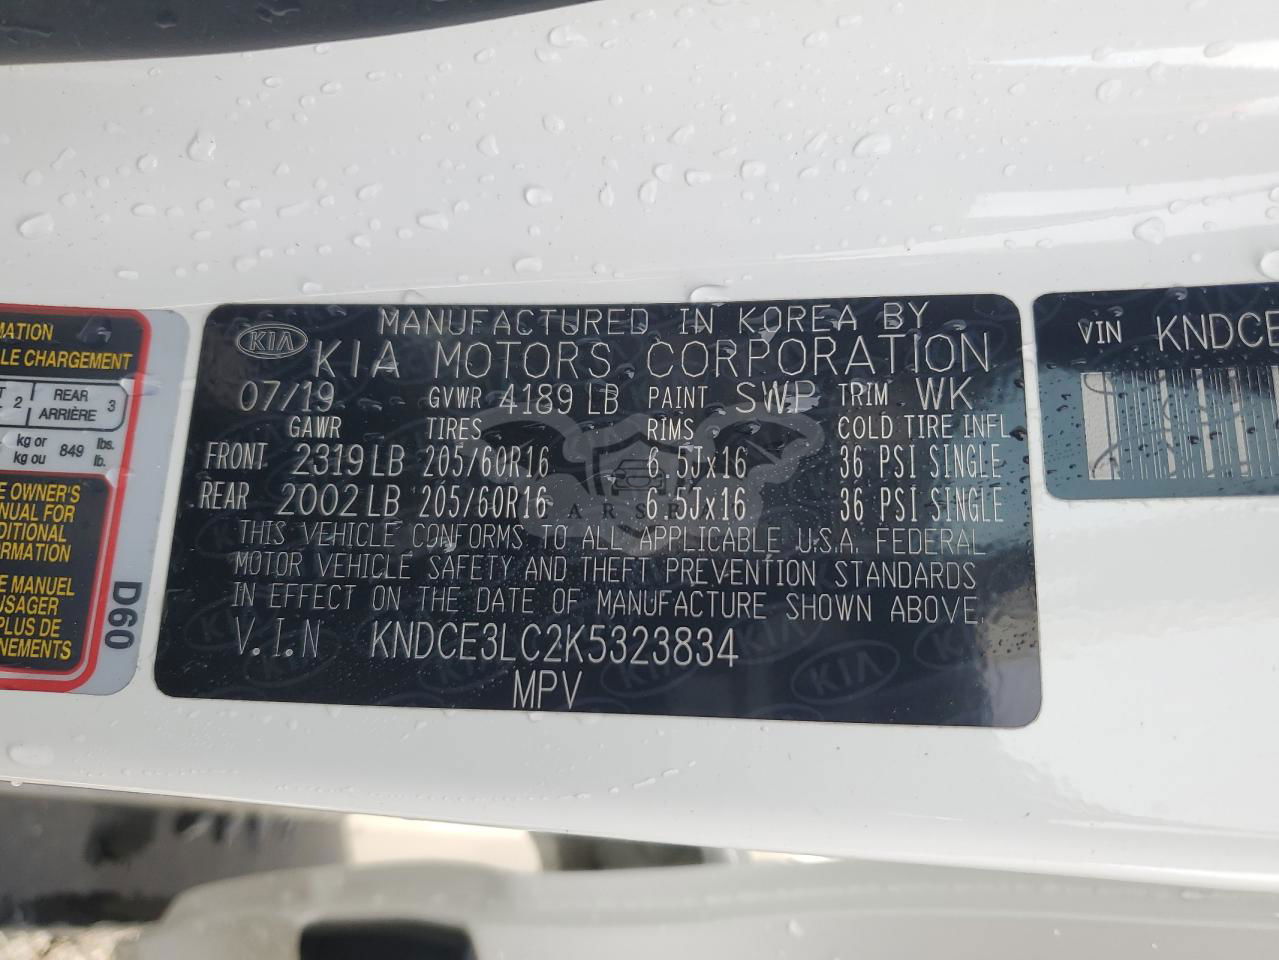 MANUFACTURED IN KOREA BY
KIA KIA MOTORS CORPORATION
07/19 GVWR 4189 LB PAINT SWP TRIM WK
GAWR TIRES RIMS COLD TIRE INFL
FRONT 2319 LB 205/60R16 6.5Jx16 36 PSI SINGLE
REAR 2002 LB 205/60R16 6.5Jx16 36 PSI SINGLE
THIS VEHICLE CONFORMS TO ALL APPLICABLE U.S.A. FEDERAL
MOTOR VEHICLE SAFETY AND THEFT PREVENTION STANDARDS
IN EFFECT ON THE DATE OF MANUFACTURE SHOWN ABOVE.
V.I.N KNDCE3LC2K5323834
MPV
VIN KNDCE
MATION
LE CHARGEMENT
2 REAR 3
ARRIÈRE
kg or 849 lbs.
kg ou lb.
E OWNER'S
NUAL FOR
DDITIONAL
FORMATION
E MANUEL
USAGER
PLUS DE
NEMENTS
D60